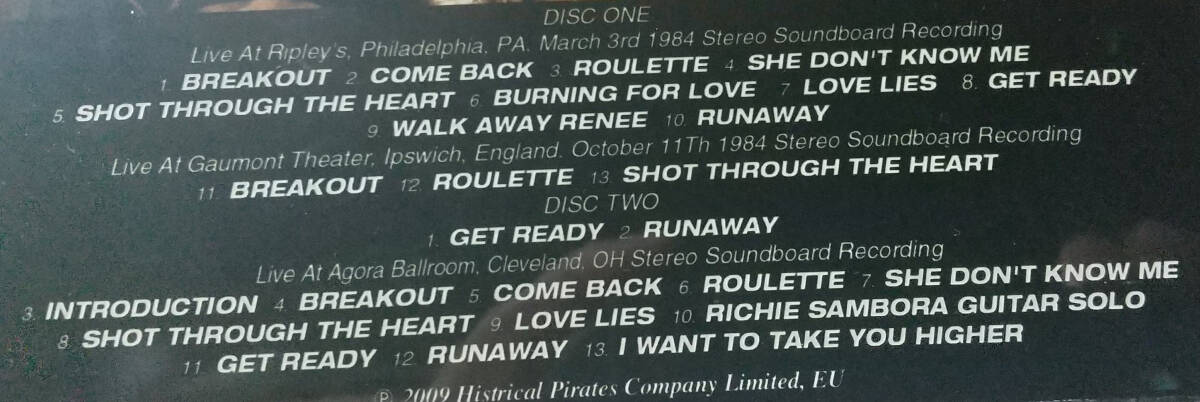 DISC ONE
Live At Ripley's, Philadelphia, PA, March 3rd 1984 Stereo Soundboard Recording
1. BREAKOUT 2. COME BACK 3. ROULETTE 4. SHE DON'T KNOW ME
5. SHOT THROUGH THE HEART 6. BURNING FOR LOVE 7. LOVE LIES 8. GET READY
9. WALK AWAY RENEE 10. RUNAWAY
Live At Gaumont Theater, Ipswich, England. October 11Th 1984 Stereo Soundboard Recording
11. BREAKOUT 12. ROULETTE 13. SHOT THROUGH THE HEART
DISC TWO
1. GET READY 2. RUNAWAY
Live At Agora Ballroom, Cleveland, OH Stereo Soundboard Recording
3. INTRODUCTION 4. BREAKOUT 5. COME BACK 6. ROULETTE 7. SHE DON'T KNOW ME
8. SHOT THROUGH THE HEART 9. LOVE LIES 10. RICHIE SAMBORA GUITAR SOLO
11. GET READY 12. RUNAWAY 13. I WANT TO TAKE YOU HIGHER
Ⓟ 2009 Histrical Pirates Company Limited, EU